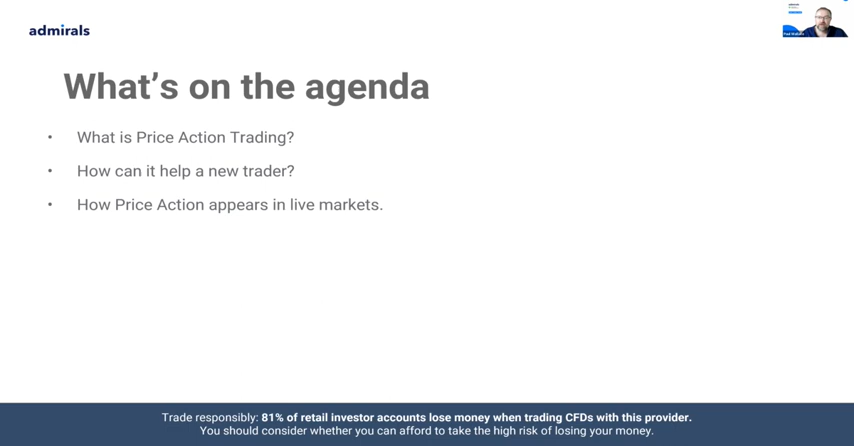 admirals
What's on the agenda
• What is Price Action Trading?
• How can it help a new trader?
• How Price Action appears in live markets.
Trade responsibly: 81% of retail investor accounts lose money when trading CFDs with this provider.
You should consider whether you can afford to take the high risk of losing your money.